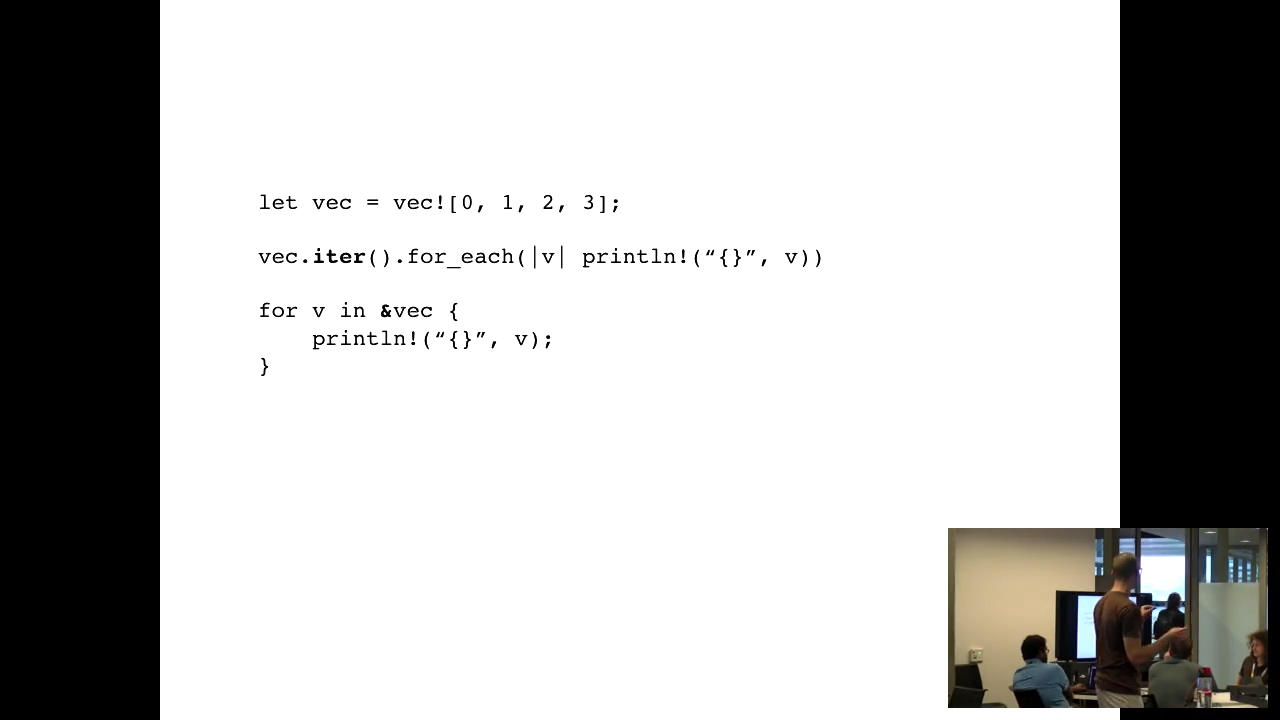 let vec = vec![0, 1, 2, 3];
vec.iter().for_each(|v| println!(“{}”, v))
for v in &vec {
    println!(“{}”, v);
}